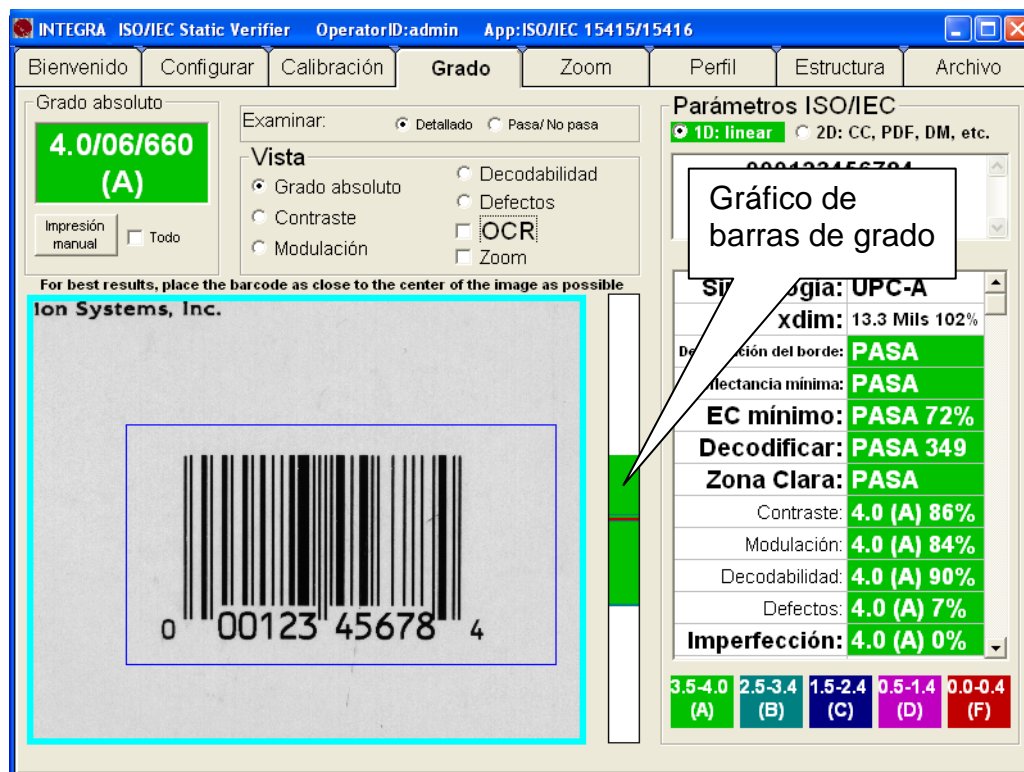 INTEGRA ISO/IEC Static Verifier OperatorID:admin App:ISO/IEC 15415/15416
Bienvenido Configurar Calibración Grado Zoom Perfil Estructura Archivo
Grado absoluto
4.0/06/660
(A)
Impresión
manual
Todo
Examinar: Detallado Pasa/ No pasa
Vista
Grado absoluto
Contraste
Modulación
Decodabilidad
Defectos
OCR
Zoom
For best results, place the barcode as close to the center of the image as possible
ion Systems, Inc.
0 00123 45678 4
Parámetros ISO/IEC
1D: linear 2D: CC, PDF, DM, etc.
Gráfico de
barras de grado
UPC-A
xdim: 13.3 Mils 102%
del borde: PASA
mínima: PASA
EC mínimo: PASA 72%
Decodificar: PASA 349
Zona Clara: PASA
Contraste: 4.0 (A) 86%
Modulación: 4.0 (A) 84%
Decodabilidad: 4.0 (A) 90%
Defectos: 4.0 (A) 7%
Imperfección: 4.0 (A) 0%
3.5-4.0 2.5-3.4 1.5-2.4 0.5-1.4 0.0-0.4
(A) (B) (C) (D) (F)